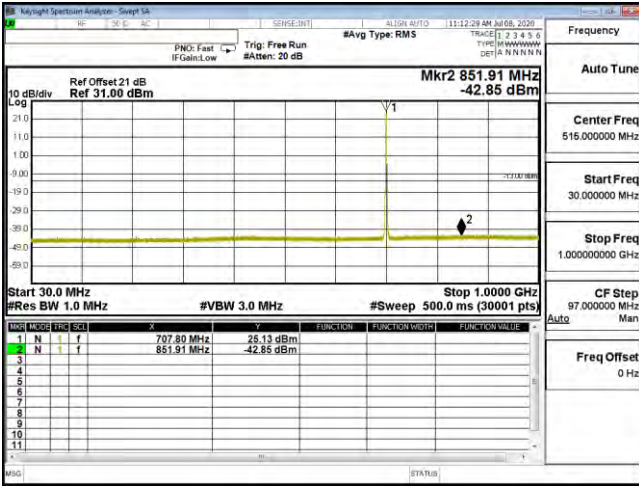 Keysight Spectrum Analyzer - Swept SA
RF 50 Ω AC SENSE:INT ALIGN AUTO 11:12:29 AM Jul 08, 2020
#Avg Type: RMS TRACE 1 2 3 4 5 6
PNO: Fast Trig: Free Run TYPE M WWWWW
IFGain:Low #Atten: 20 dB DET A N N N N N
Mkr2 851.91 MHz
Ref Offset 21 dB
10 dB/div Ref 31.00 dBm -42.85 dBm
Log
21.0
1
11.0
1.00
-9.00
-13.00 dBm
-19.0
-29.0
2
-39.0
-49.0
-59.0
Start 30.0 MHz Stop 1.0000 GHz
#Res BW 1.0 MHz #VBW 3.0 MHz #Sweep 500.0 ms (30001 pts)
MKR MODE TRC SCL X Y FUNCTION FUNCTION WIDTH FUNCTION VALUE
1 N 1 f 707.80 MHz 25.13 dBm
2 N 1 f 851.91 MHz -42.85 dBm
3
4
5
6
7
8
9
10
11
MSG STATUS
Frequency
Auto Tune
Center Freq
515.000000 MHz
Start Freq
30.000000 MHz
Stop Freq
1.000000000 GHz
CF Step
97.000000 MHz
Auto Man
Freq Offset
0 Hz